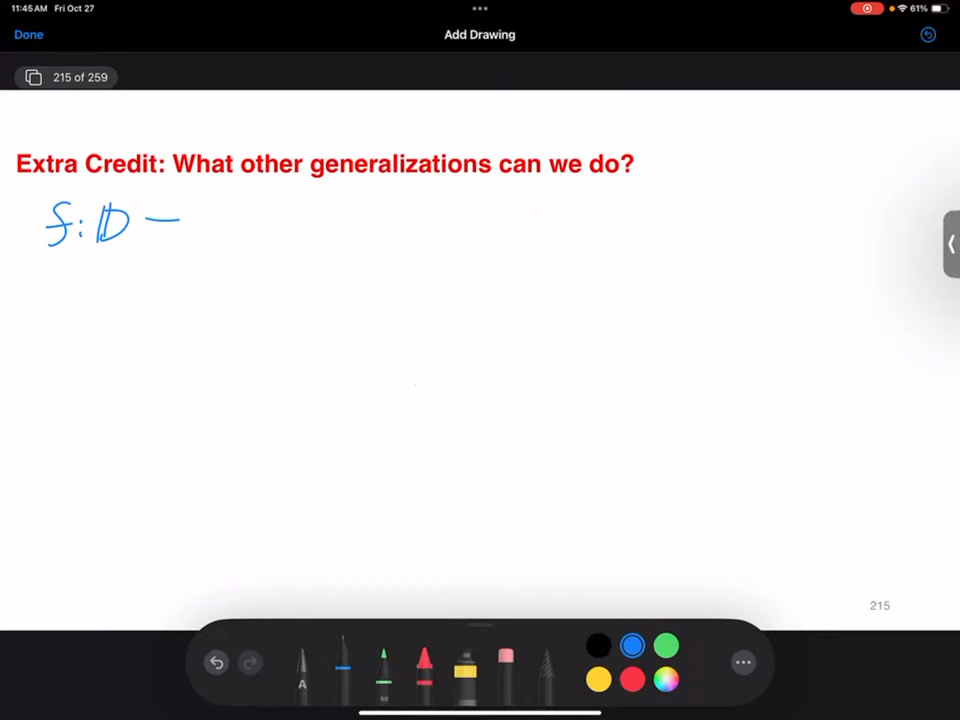 11:45 AM Fri Oct 27 61%
Done Add Drawing
215 of 259
Extra Credit: What other generalizations can we do?
f: 𝔻 —
215
A 50